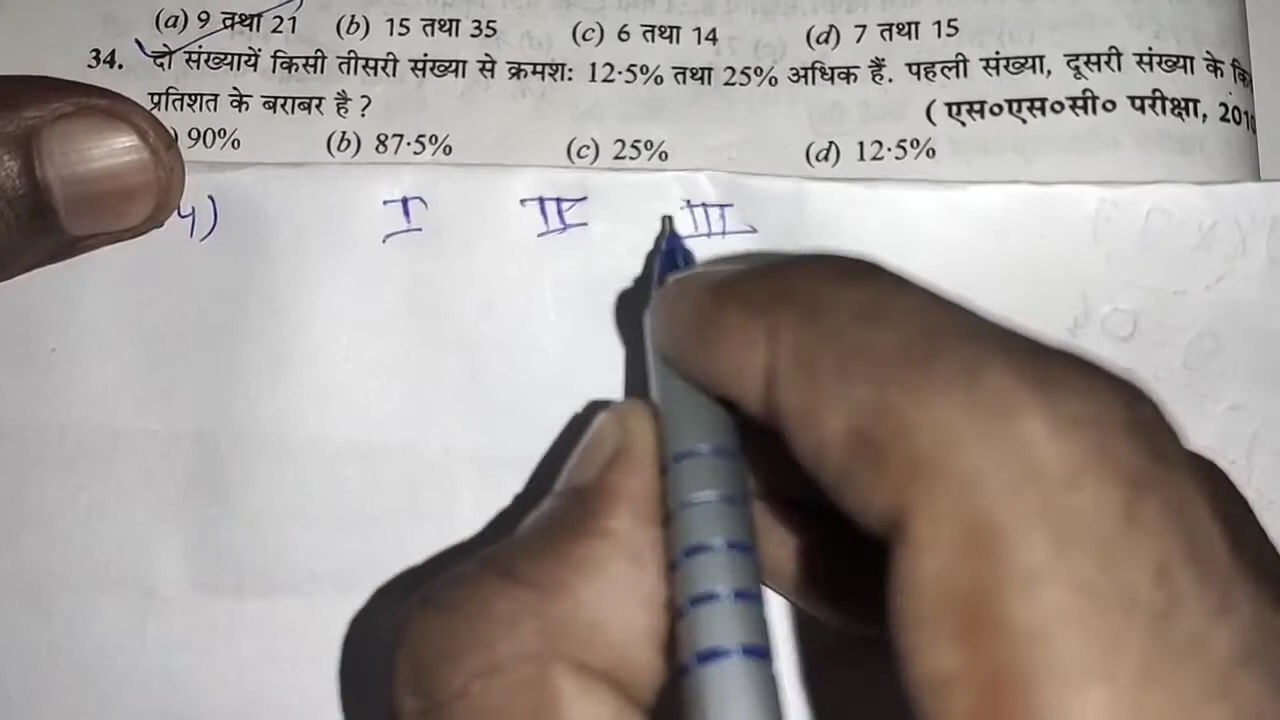 (a) 9 तथा 21 (b) 15 तथा 35 (c) 6 तथा 14 (d) 7 तथा 15
34. दो संख्यायें किसी तीसरी संख्या से क्रमशः 12·5% तथा 25% अधिक हैं. पहली संख्या, दूसरी संख्या के
प्रतिशत के बराबर है ?
( एस०एस०सी० परीक्षा, 2010
) 90% (b) 87·5% (c) 25% (d) 12·5%
4) I II III